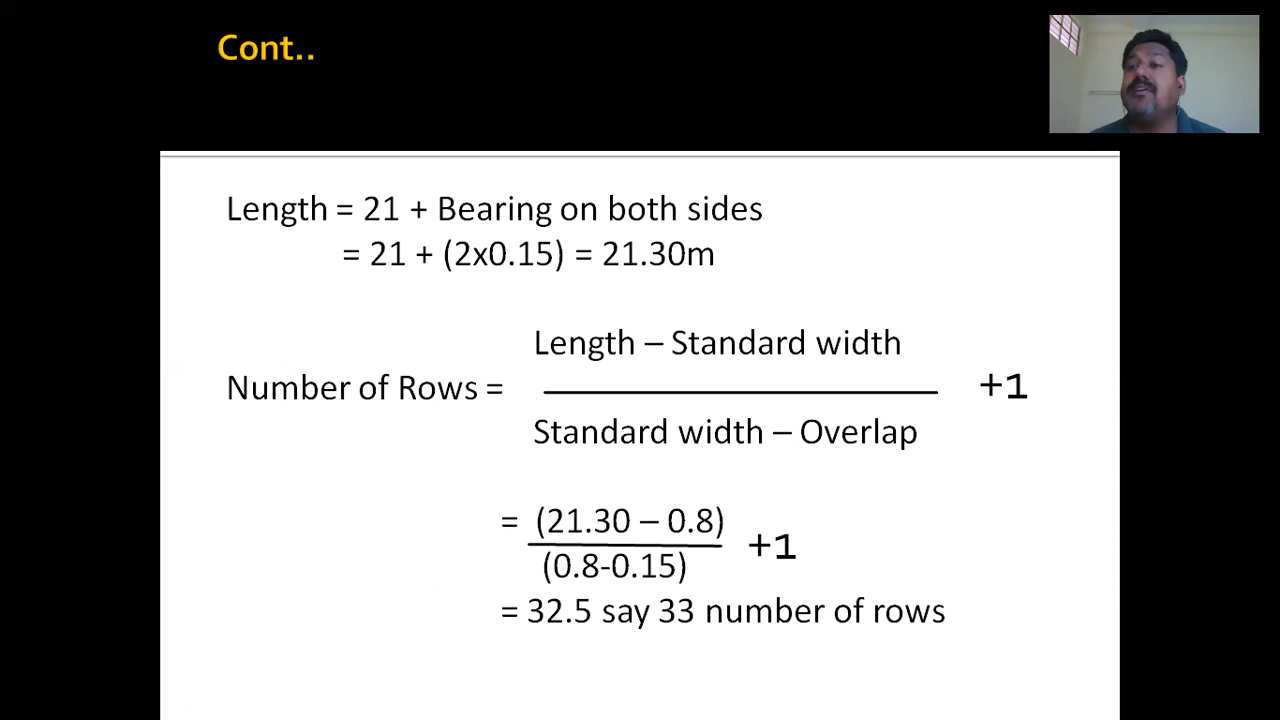 Cont..
Length = 21 + Bearing on both sides
= 21 + (2x0.15) = 21.30m
Length – Standard width
Number of Rows = +1
Standard width – Overlap
= (21.30 – 0.8)
+1
(0.8-0.15)
= 32.5 say 33 number of rows